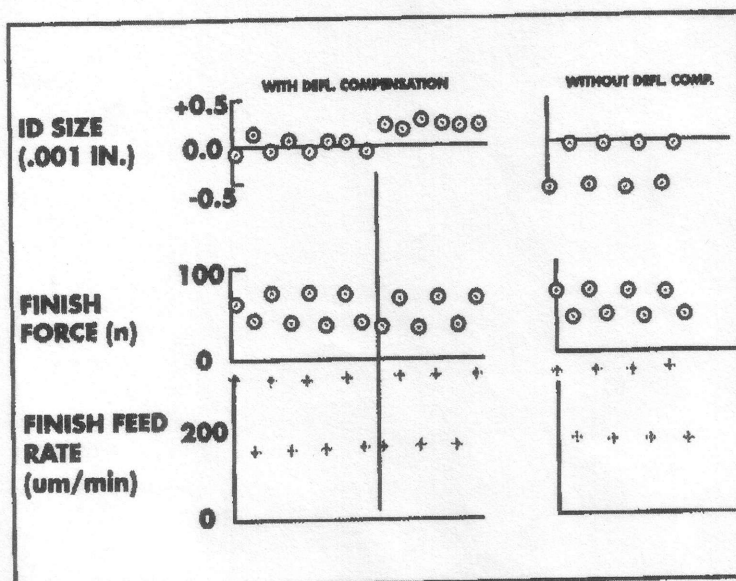 WITH DEFL. COMPENSATION
WITHOUT DEFL. COMP.
ID SIZE
(.001 IN.)
+0.5
0.0
-0.5
FINISH
FORCE (n)
100
0
FINISH FEED
RATE
(um/min)
200
0